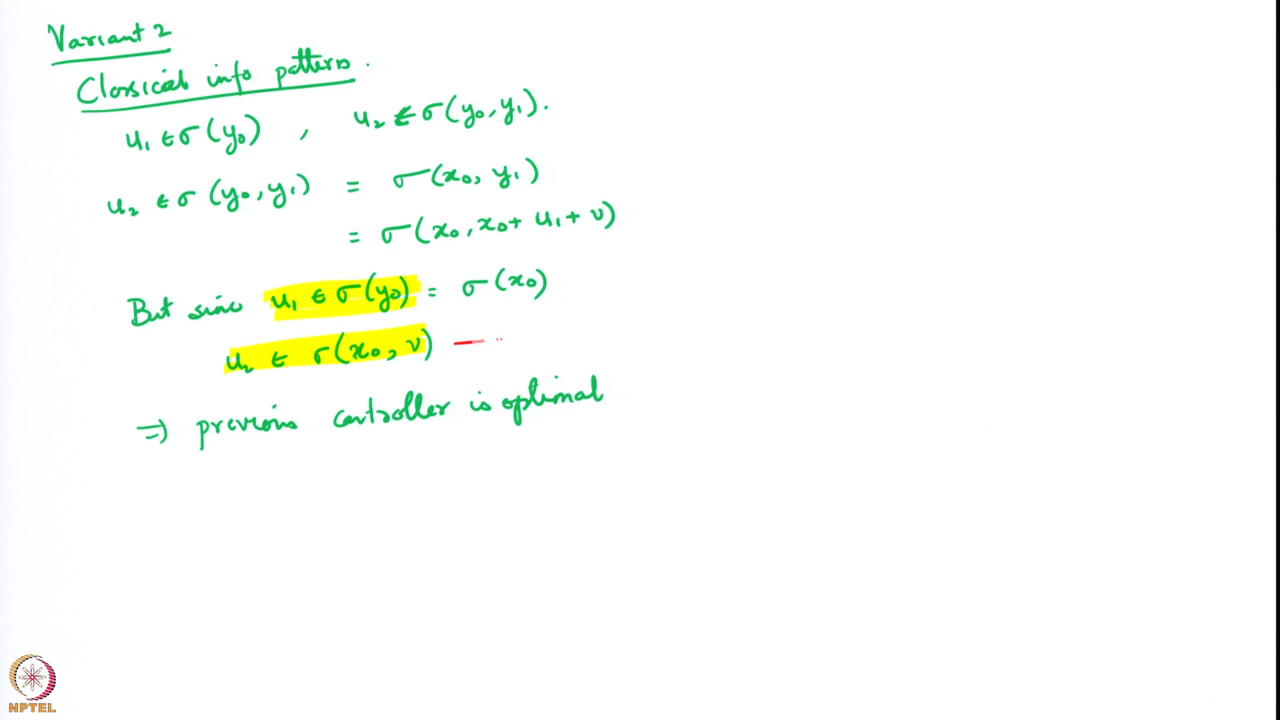 Variant 2
Classical info pattern.
u₁ ∈ σ(y₀) , u₂ ∈ σ(y₀, y₁).
u₂ ∈ σ(y₀, y₁) = σ(x₀, y₁)
= σ(x₀, x₀ + u₁ + v)
But since u₁ ∈ σ(y₀) = σ(x₀)
u₂ ∈ σ(x₀, v) —
⇒ previous controller is optimal
NPTEL